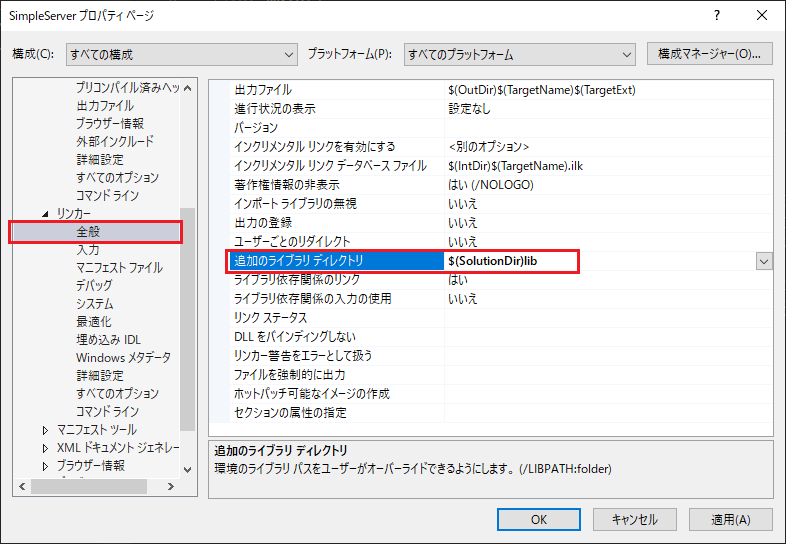 SimpleServer プロパティ ページ
構成(C): すべての構成 プラットフォーム(P): すべてのプラットフォーム 構成マネージャー(O)...
プリコンパイル済みヘッ
出力ファイル
ブラウザー情報
外部インクルード
詳細設定
すべてのオプション
コマンド ライン
リンカー
全般
入力
マニフェスト ファイル
デバッグ
システム
最適化
埋め込み IDL
Windows メタデータ
詳細設定
すべてのオプション
コマンド ライン
マニフェスト ツール
XML ドキュメント ジェネレー
ブラウザー情報
出力ファイル $(OutDir)$(TargetName)$(TargetExt)
進行状況の表示 設定なし
バージョン
インクリメンタル リンクを有効にする <別のオプション>
インクリメンタル リンク データベース ファイル $(IntDir)$(TargetName).ilk
著作権情報の非表示 はい (/NOLOGO)
インポート ライブラリの無視 いいえ
出力の登録 いいえ
ユーザーごとのリダイレクト いいえ
追加のライブラリ ディレクトリ $(SolutionDir)lib
ライブラリ依存関係のリンク はい
ライブラリ依存関係の入力の使用 いいえ
リンク ステータス
DLL をバインディングしない
リンカー警告をエラーとして扱う
ファイルを強制的に出力
ホットパッチ可能なイメージの作成
セクションの属性の指定
追加のライブラリ ディレクトリ
環境のライブラリ パスをユーザーがオーバーライドできるようにします。 (/LIBPATH:folder)
OK キャンセル 適用(A)